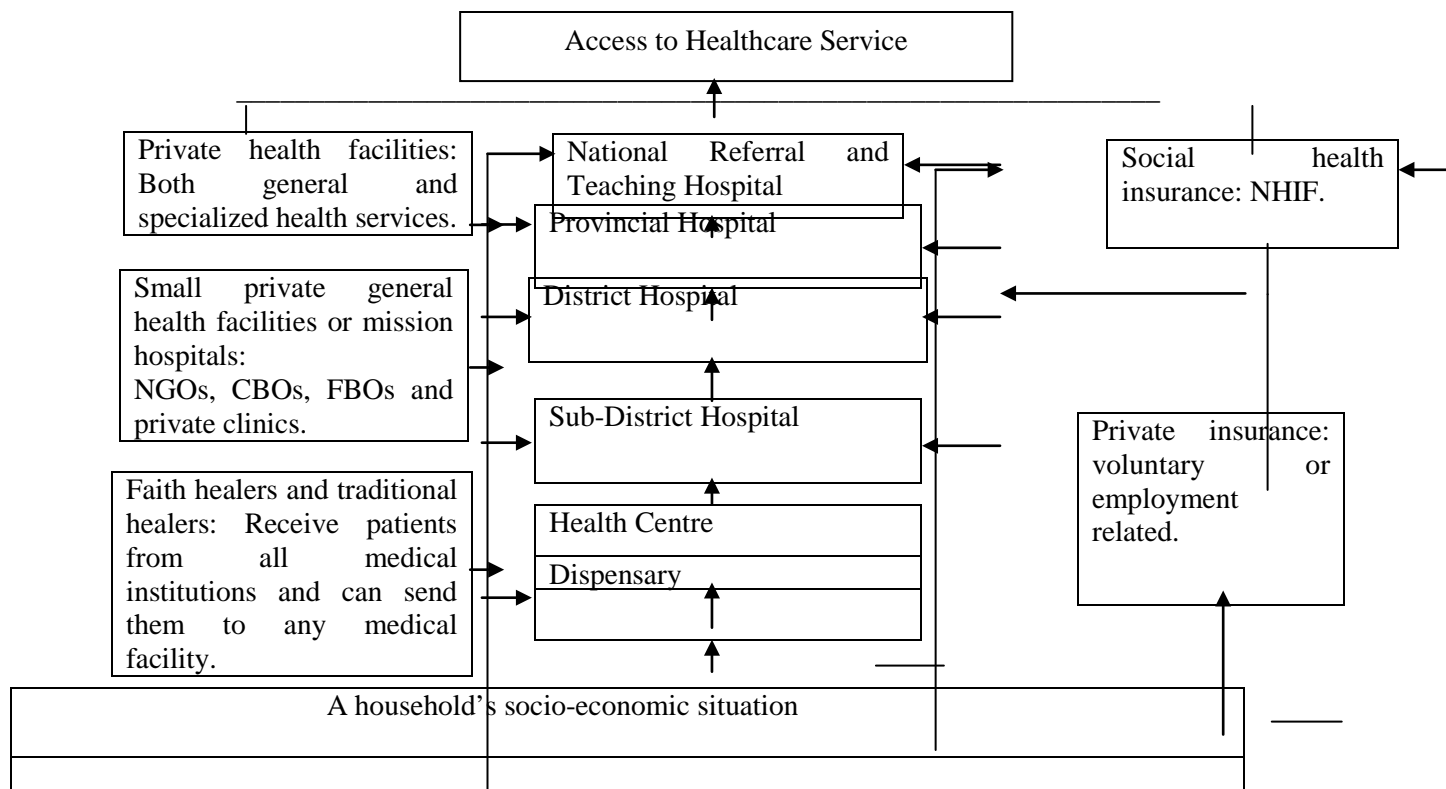 Access to Healthcare Service
Private health facilities:
Both general and
specialized health services.
National Referral and
Teaching Hospital
Social health
insurance: NHIF.
Provincial Hospital
Small private general
health facilities or mission
hospitals:
NGOs, CBOs, FBOs and
private clinics.
District Hospital
Sub-District Hospital
Private insurance:
voluntary or
employment
related.
Faith healers and traditional
healers: Receive patients
from all medical
institutions and can send
them to any medical
facility.
Health Centre
Dispensary
A household’s socio-economic situation